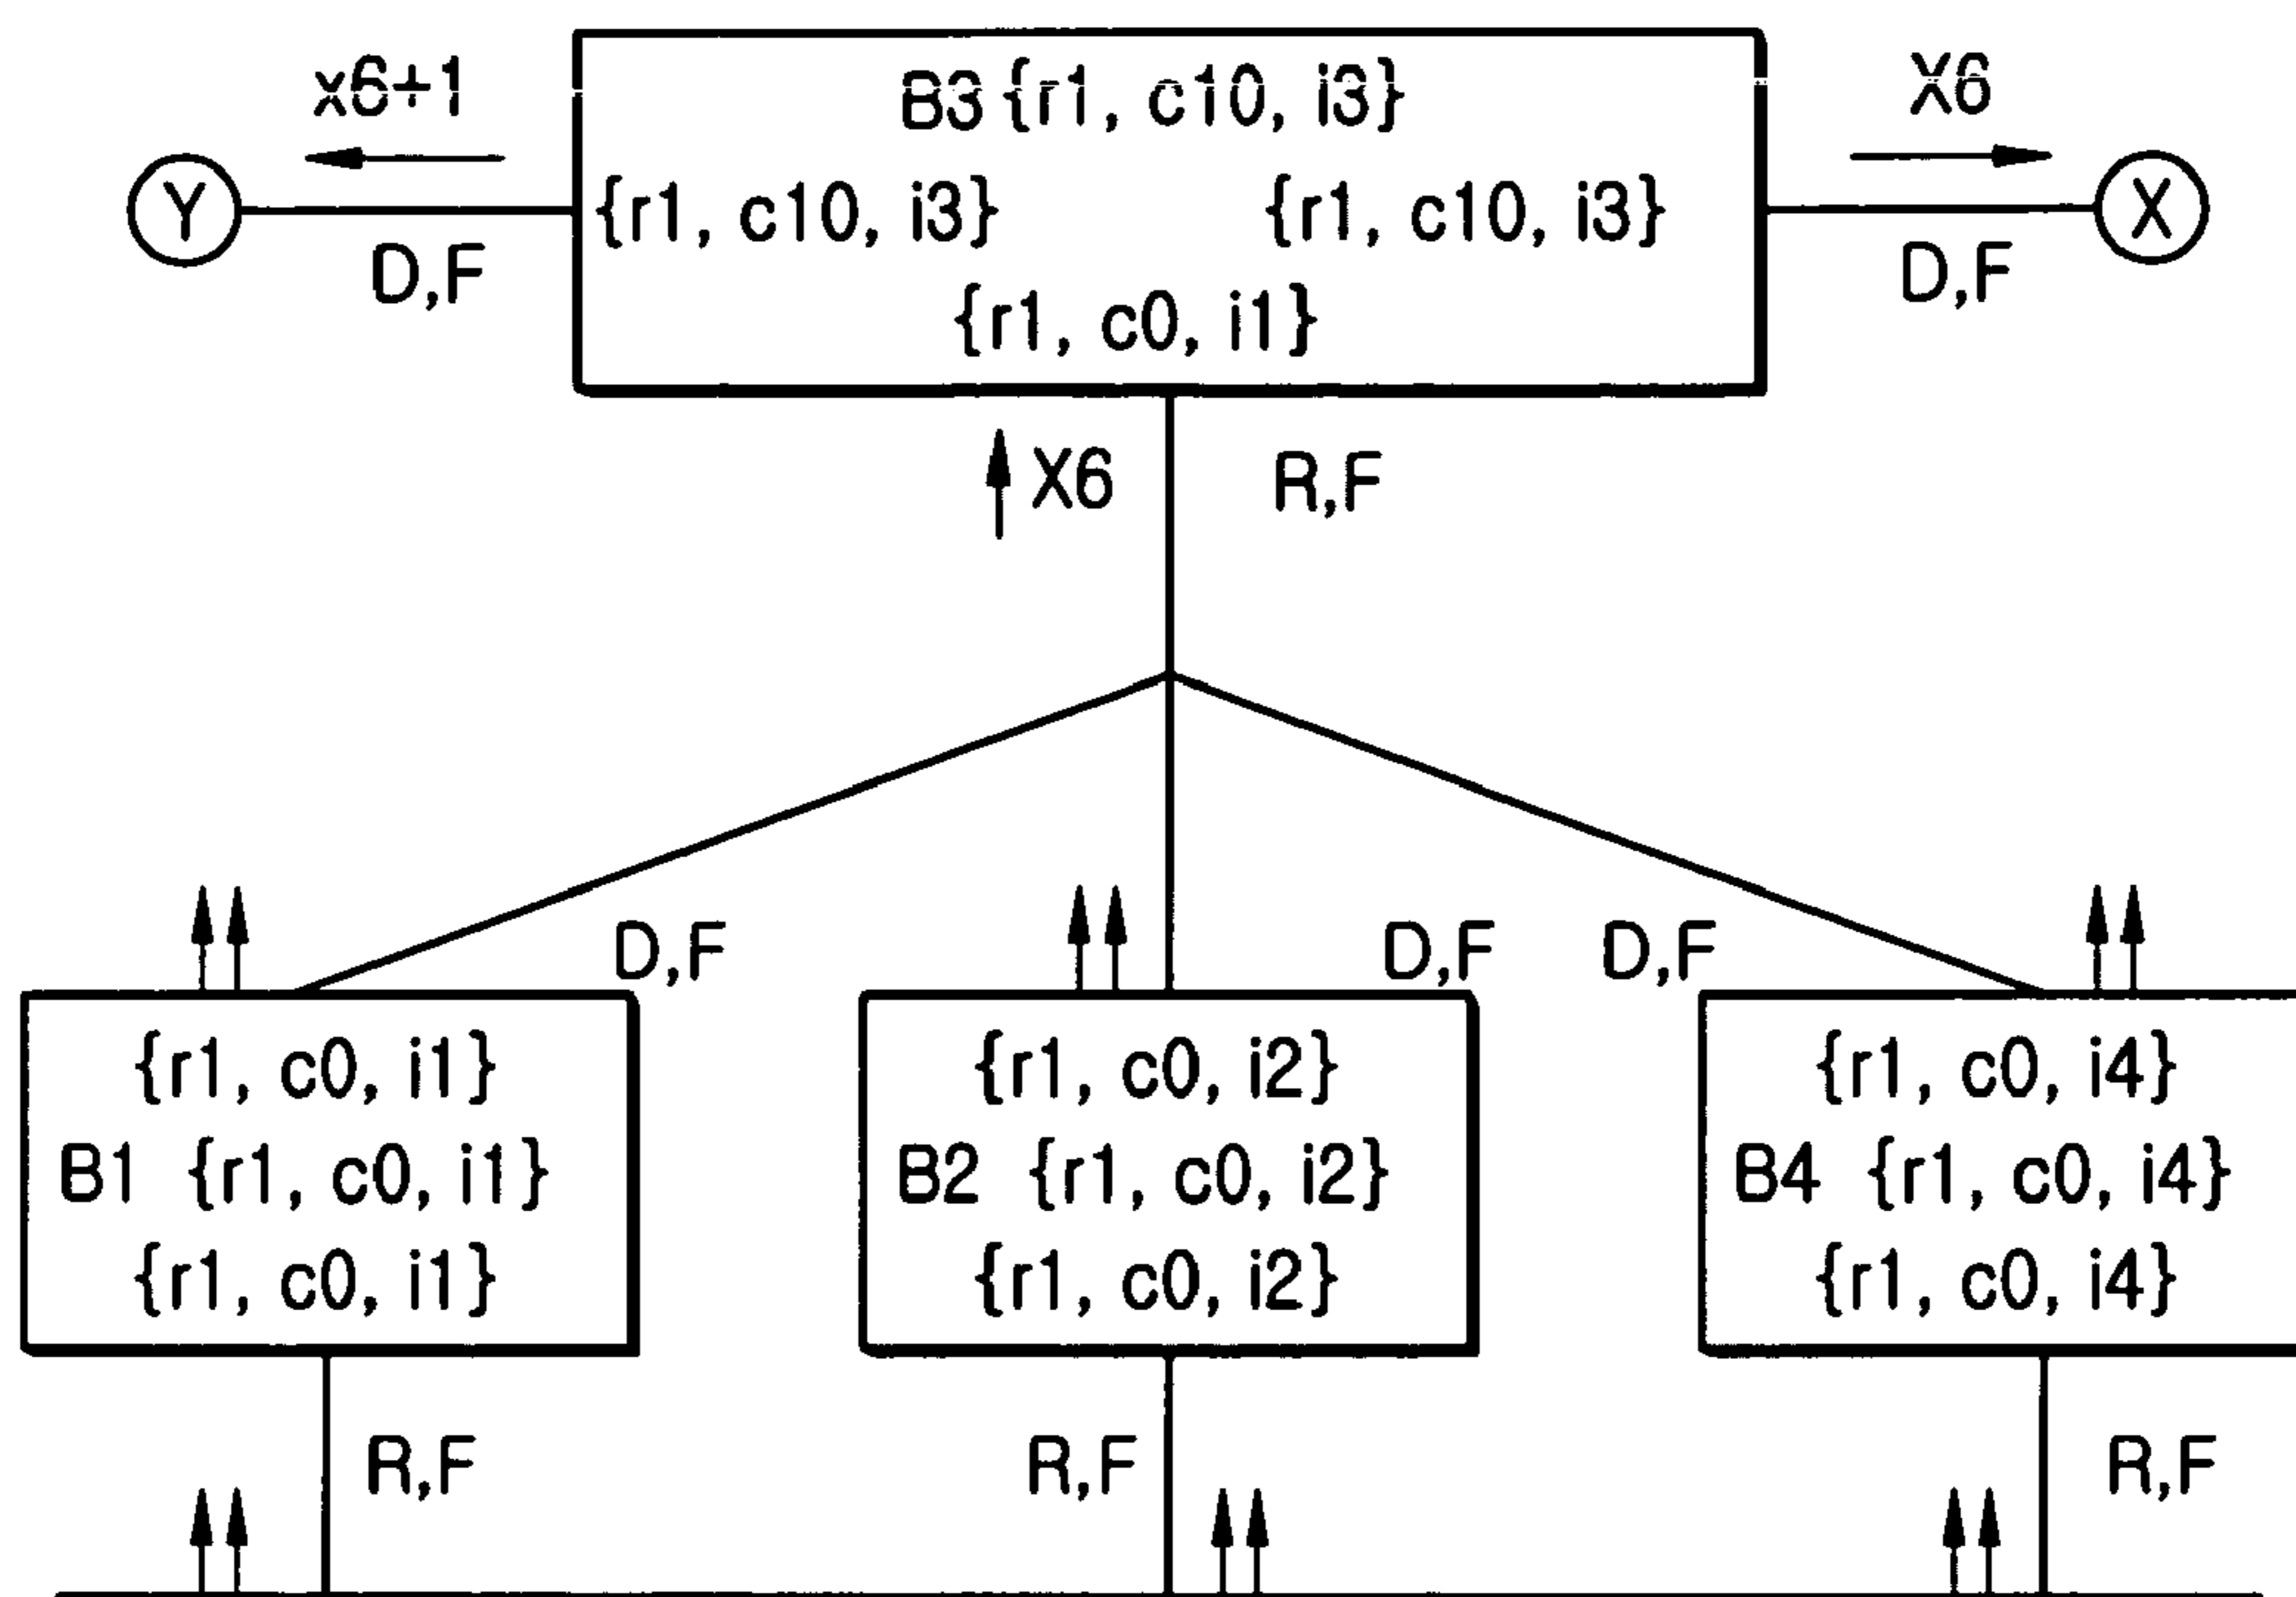 x6+1
B3{r1, c10, i3}
X6
Y
{r1, c10, i3}
{r1, c10, i3}
X
D,F
D,F
{r1, c0, i1}
X6
R,F
D,F
D,F
D,F
{r1, c0, i1}
{r1, c0, i2}
{r1, c0, i4}
B1 {r1, c0, i1}
B2 {r1, c0, i2}
B4 {r1, c0, i4}
{r1, c0, i1}
{r1, c0, i2}
{r1, c0, i4}
R,F
R,F
R,F